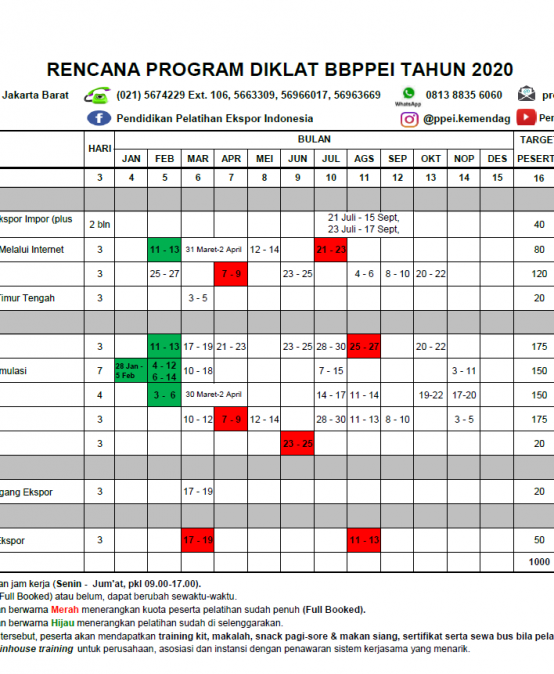 RENCANA PROGRAM DIKLAT BBPPEI TAHUN 2020
Jakarta Barat (021) 5674229 Ext. 106, 5663309, 56966017, 56963669 WhatsApp 0813 8835 6060
Pendidikan Pelatihan Ekspor Indonesia @ppei.kemendag
HARI BULAN TARGET
JAN FEB MAR APR MEI JUN JUL AGS SEP OKT NOP DES
3 4 5 6 7 8 9 10 11 12 13 14 15 16
kspor Impor (plus 2 bln 21 Juli - 15 Sept, 23 Juli - 17 Sept, 40
Melalui Internet 3 11 - 13 31 Maret-2 April 12 - 14 21 - 23 80
3 25 - 27 7 - 9 23 - 25 4 - 6 8 - 10 20 - 22 120
Timur Tengah 3 3 - 5 20
3 11 - 13 17 - 19 21 - 23 23 - 25 28 - 30 25 - 27 20 - 22 175
mulasi 7 28 Jan - 5 Feb 4 - 12 6 - 14 10 - 18 7 - 15 3 - 11 150
4 3 - 6 30 Maret-2 April 14 - 17 11 - 14 19-22 17-20 150
3 10 - 12 7 - 9 12 - 14 28 - 30 11 - 13 8 - 10 3 - 5 175
3 23 - 25 20
gang Ekspor 3 17 - 19 20
Ekspor 3 17 - 19 11 - 13 50
1000
an jam kerja (Senin - Jum'at, pkl 09.00-17.00).
Full Booked) atau belum, dapat berubah sewaktu-waktu.
an berwarna Merah menerangkan kuota peserta pelatihan sudah penuh (Full Booked).
an berwarna Hijau menerangkan pelatihan sudah di selenggarakan.
tersebut, peserta akan mendapatkan training kit, makalah, snack pagi-sore & makan siang, sertifikat serta sewa bus bila pela
inhouse training untuk perusahaan, asosiasi dan instansi dengan penawaran sistem kerjasama yang menarik.